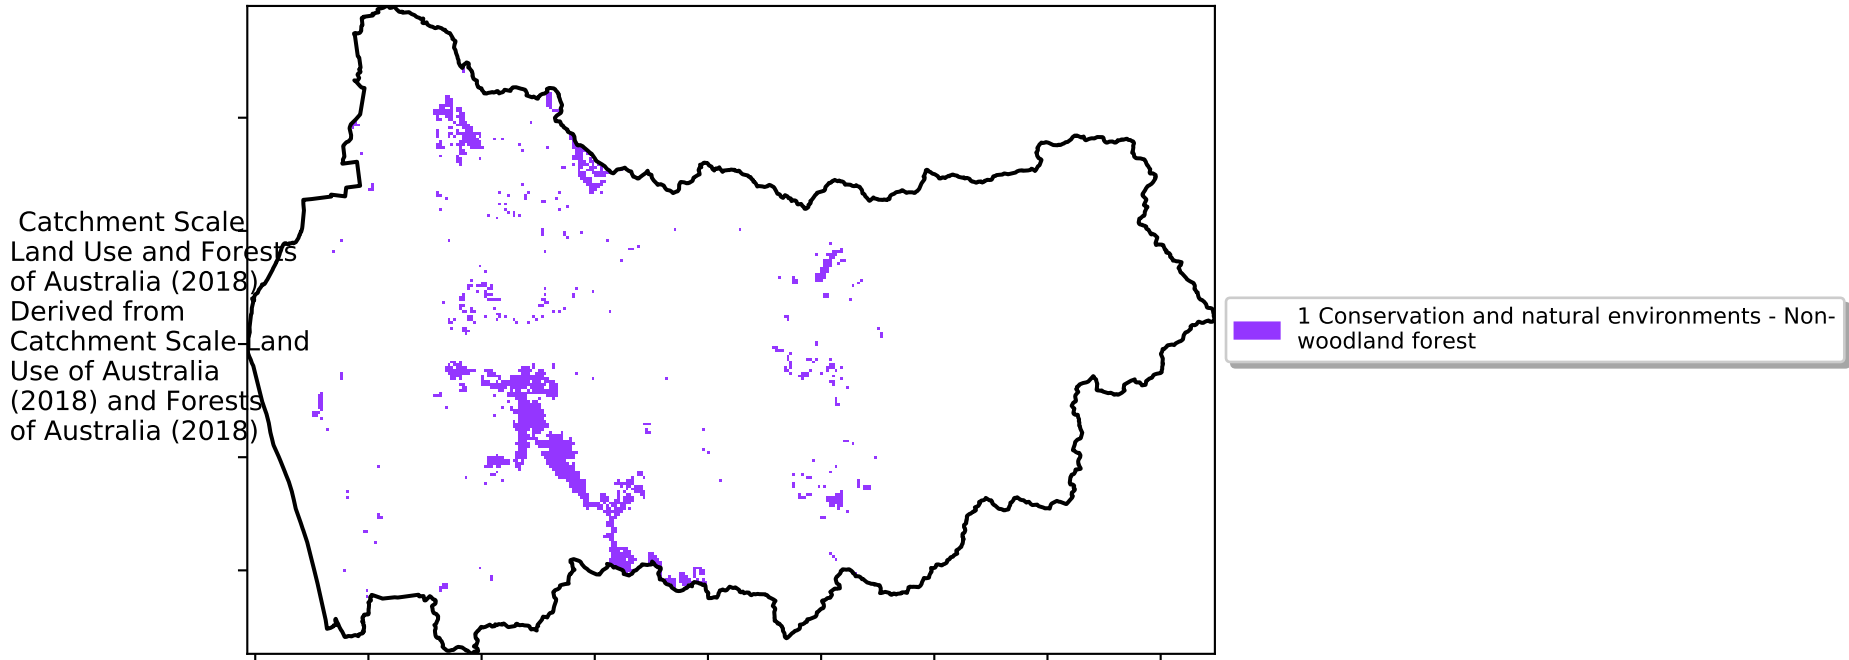 Catchment Scale
Land Use and Forests
of Australia (2018)
Derived from
Catchment Scale Land
Use of Australia
(2018) and Forests
of Australia (2018)
1 Conservation and natural environments - Non-
woodland forest